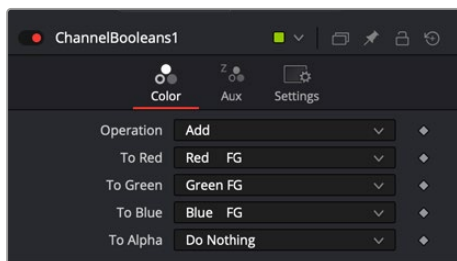 ChannelBooleans1
Z
Color Aux Settings
Operation Add
To Red Red FG
To Green Green FG
To Blue Blue FG
To Alpha Do Nothing